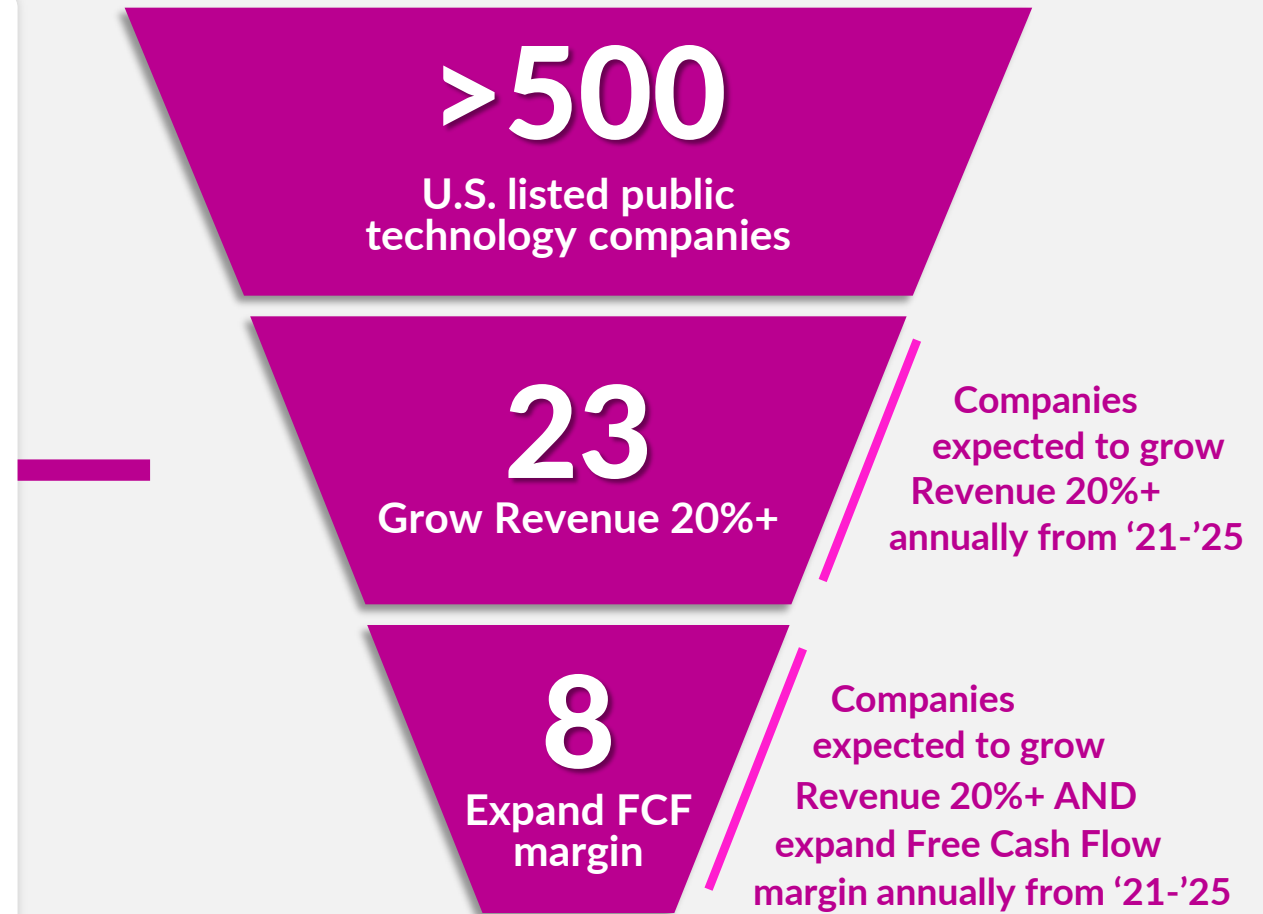 >500
U.S. listed public
technology companies
23
Grow Revenue 20%+
Companies
expected to grow
Revenue 20%+
annually from ‘21-’25
8
Expand FCF
margin
Companies
expected to grow
Revenue 20%+ AND
expand Free Cash Flow
margin annually from ‘21-’25